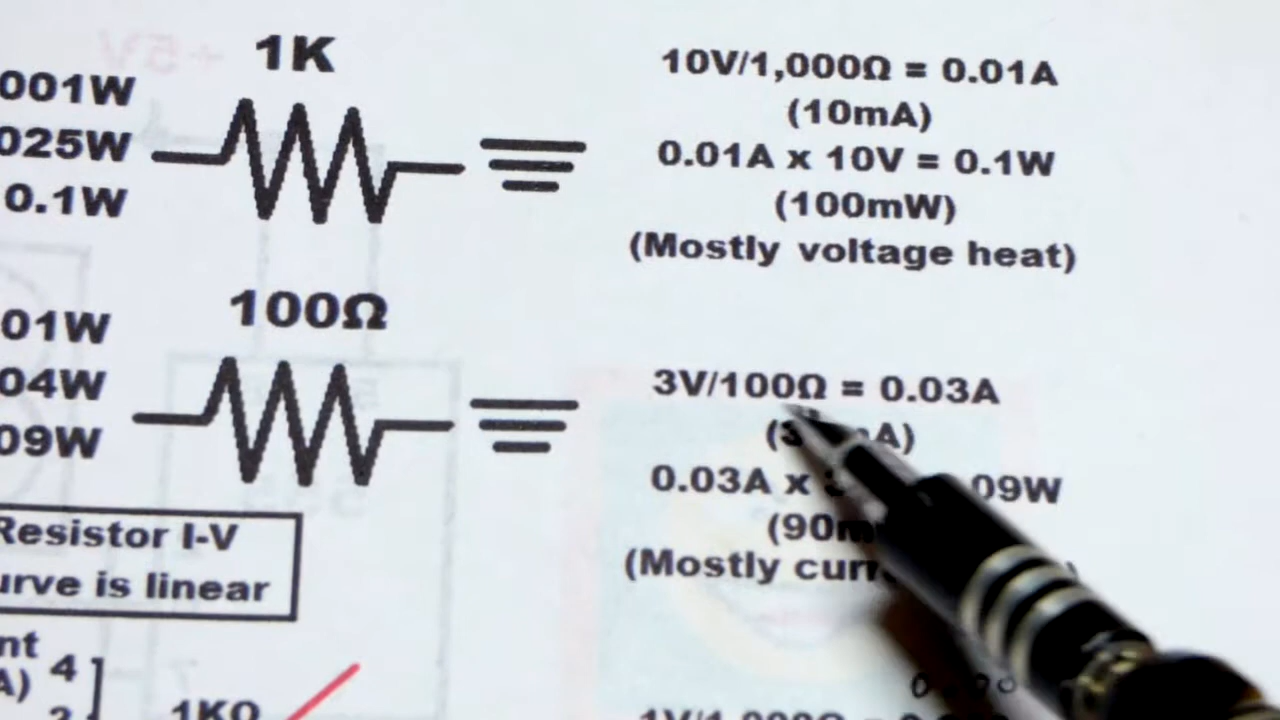 1K
001W
025W
0.1W
10V/1,000Ω = 0.01A
(10mA)
0.01A x 10V = 0.1W
(100mW)
(Mostly voltage heat)
100Ω
01W
04W
09W
3V/100Ω = 0.03A
0.03A x
09W
(Mostly
Resistor I-V
urve is linear
nt
A)
4
1KΩ
+5V